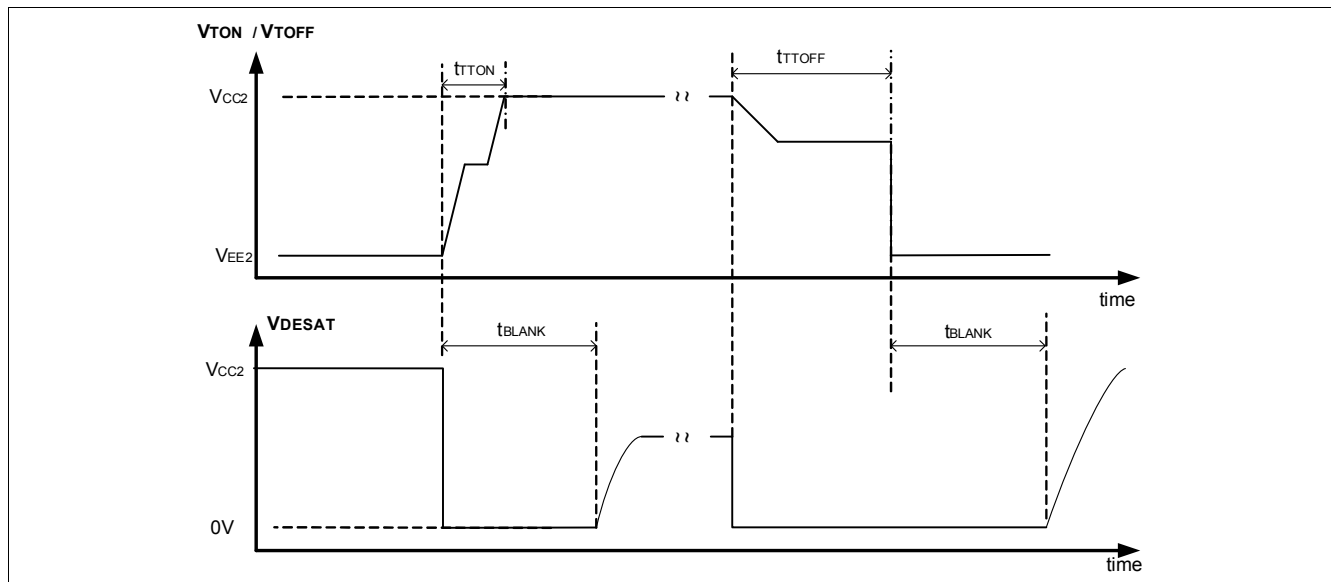 VTON / VTOFF
tTTON
tTTOFF
VCC2
VEE2
time
VDESAT
tBLANK
tBLANK
VCC2
0V
time